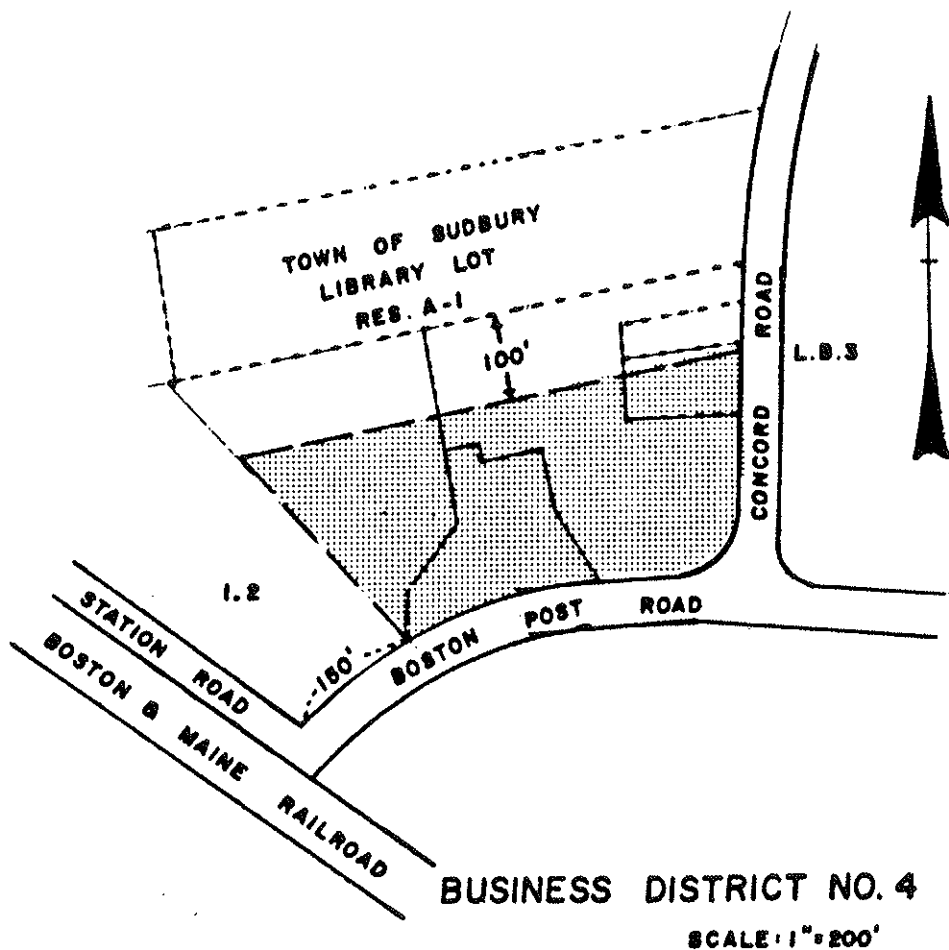 TOWN OF SUDBURY
LIBRARY LOT
RES. A-1
100'
ROAD
L.B.3
CONCORD
I.2
STATION ROAD
150'
BOSTON POST ROAD
BOSTON & MAINE RAILROAD
BUSINESS DISTRICT NO. 4
SCALE: 1"=200'